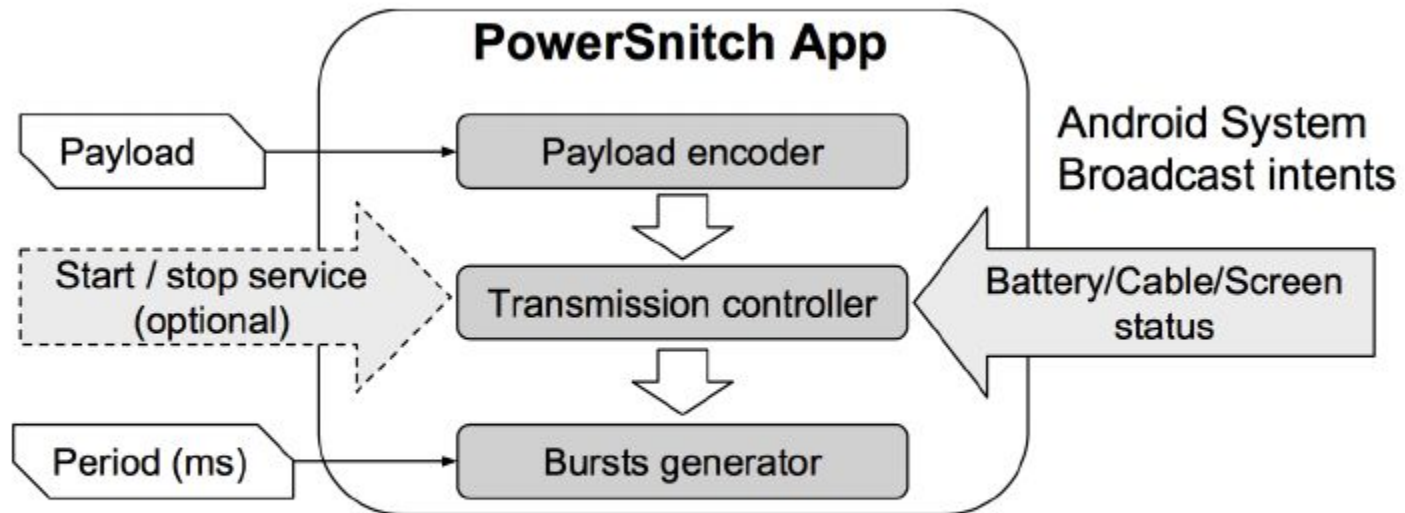 PowerSnitch App
Payload
Payload encoder
Android System
Broadcast intents
Start / stop service
(optional)
Transmission controller
Battery/Cable/Screen
status
Period (ms)
Bursts generator